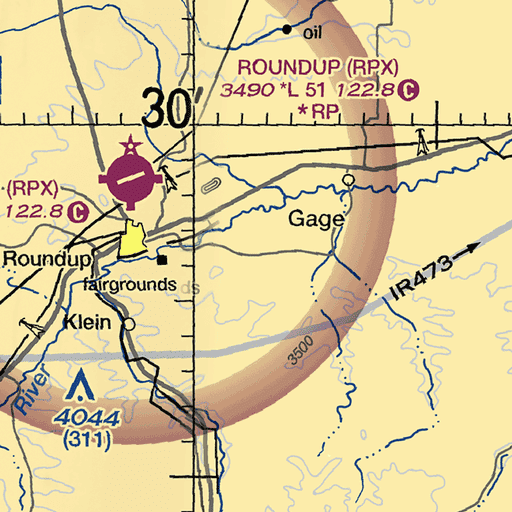 oil
ROUNDUP (RPX)
3490 *L 51 122.8 C
* RP
30'
(RPX)
122.8 C
Gage
Roundup
fairgrounds
ds
IR473→
Klein
3500
River
4044
(311)